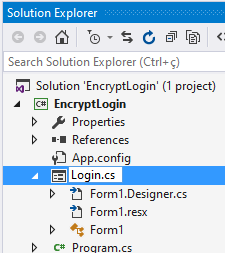 Solution Explorer
Search Solution Explorer (Ctrl+ç)
Solution 'EncryptLogin' (1 project)
EncryptLogin
Properties
References
App.config
Login.cs
Form1.Designer.cs
Form1.resx
Form1
Program.cs